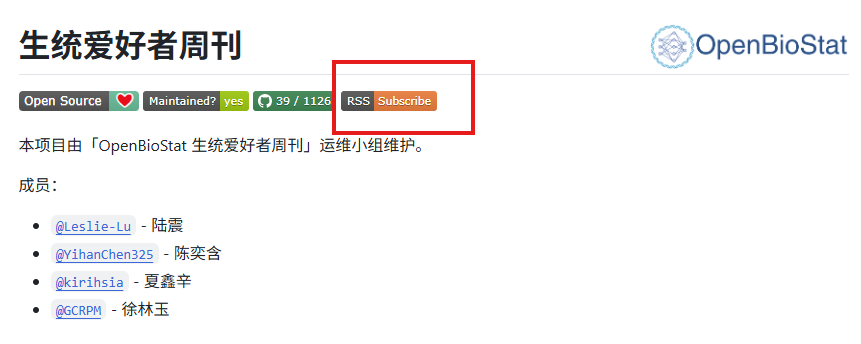 生统爱好者周刊
OpenBioStat
Open Source
Maintained? yes
39 / 1126
RSS Subscribe
本项目由「OpenBioStat 生统爱好者周刊」运维小组维护。
成员：
@Leslie-Lu - 陆震
@YihanChen325 - 陈奕含
@kirihsia - 夏鑫辛
@GCRPM - 徐林玉